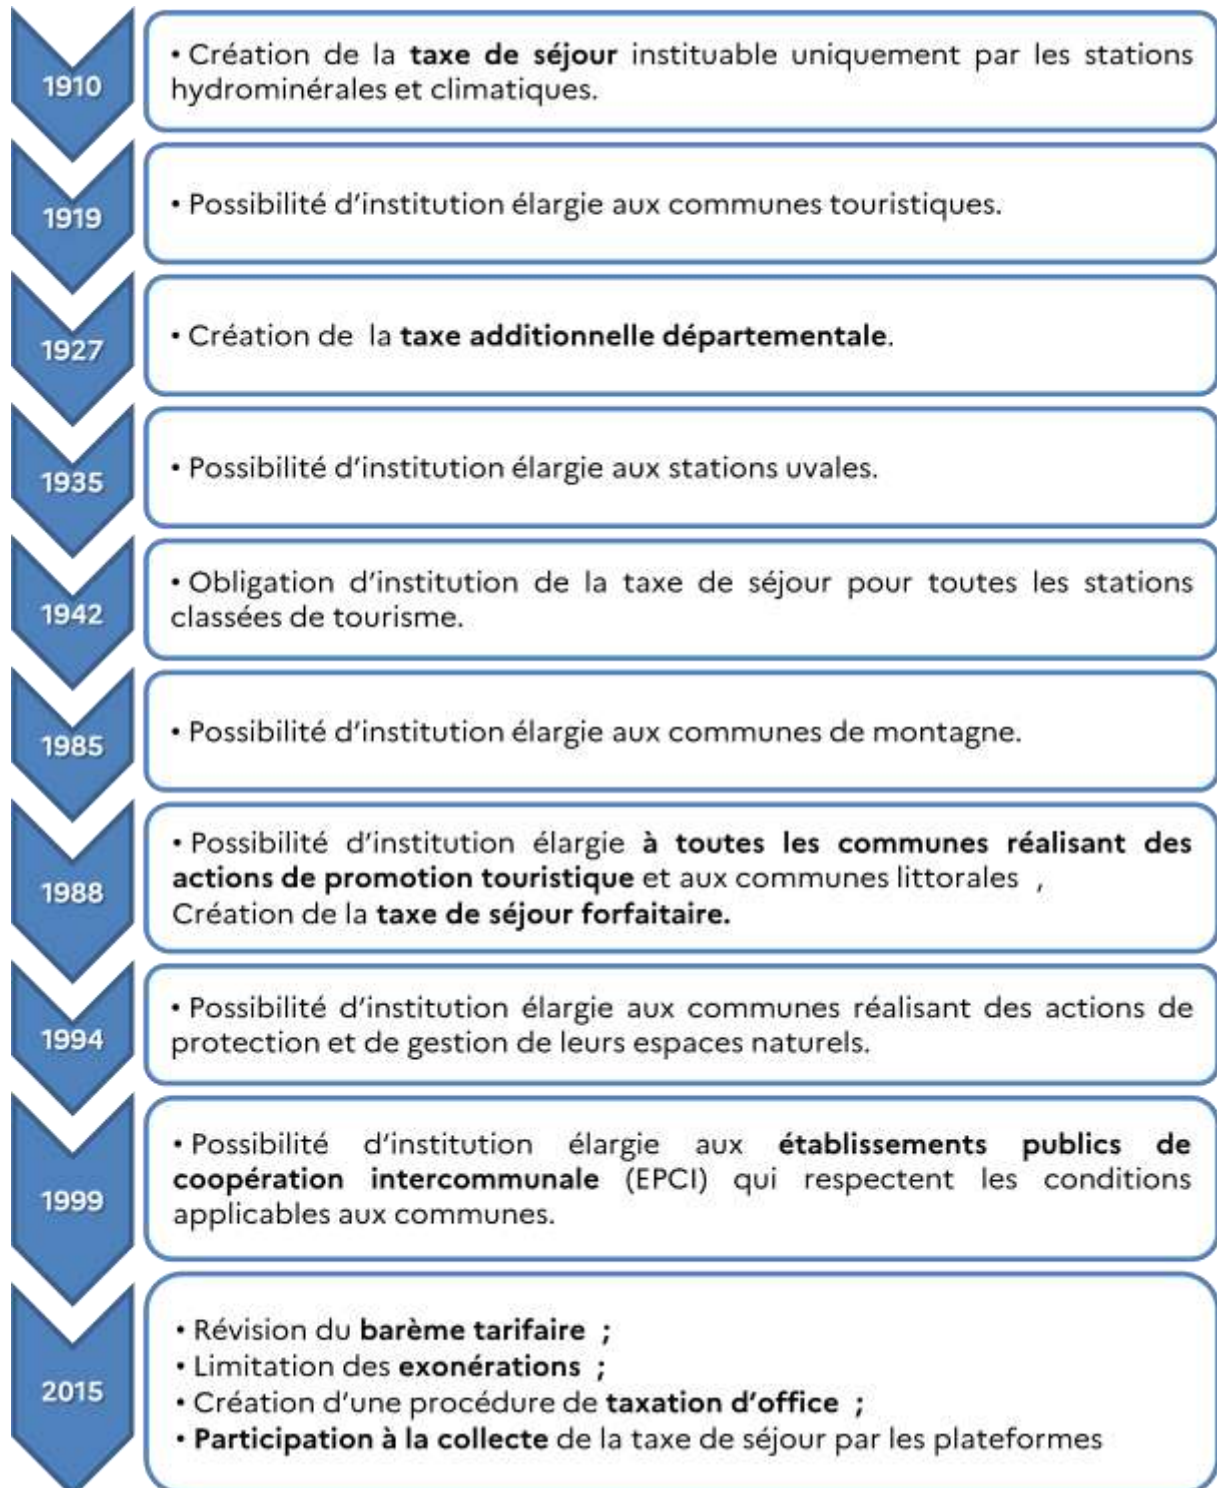 1910
• Création de la taxe de séjour instituable uniquement par les stations
hydrominérales et climatiques.
1919
• Possibilité d’institution élargie aux communes touristiques.
1927
• Création de la taxe additionnelle départementale.
1935
• Possibilité d’institution élargie aux stations uvales.
1942
• Obligation d’institution de la taxe de séjour pour toutes les stations
classées de tourisme.
1985
• Possibilité d’institution élargie aux communes de montagne.
1988
• Possibilité d’institution élargie à toutes les communes réalisant des
actions de promotion touristique et aux communes littorales ,
Création de la taxe de séjour forfaitaire.
1994
• Possibilité d’institution élargie aux communes réalisant des actions de
protection et de gestion de leurs espaces naturels.
1999
• Possibilité d’institution élargie aux établissements publics de
coopération intercommunale (EPCI) qui respectent les conditions
applicables aux communes.
2015
• Révision du barème tarifaire ;
• Limitation des exonérations ;
• Création d’une procédure de taxation d’office ;
• Participation à la collecte de la taxe de séjour par les plateformes